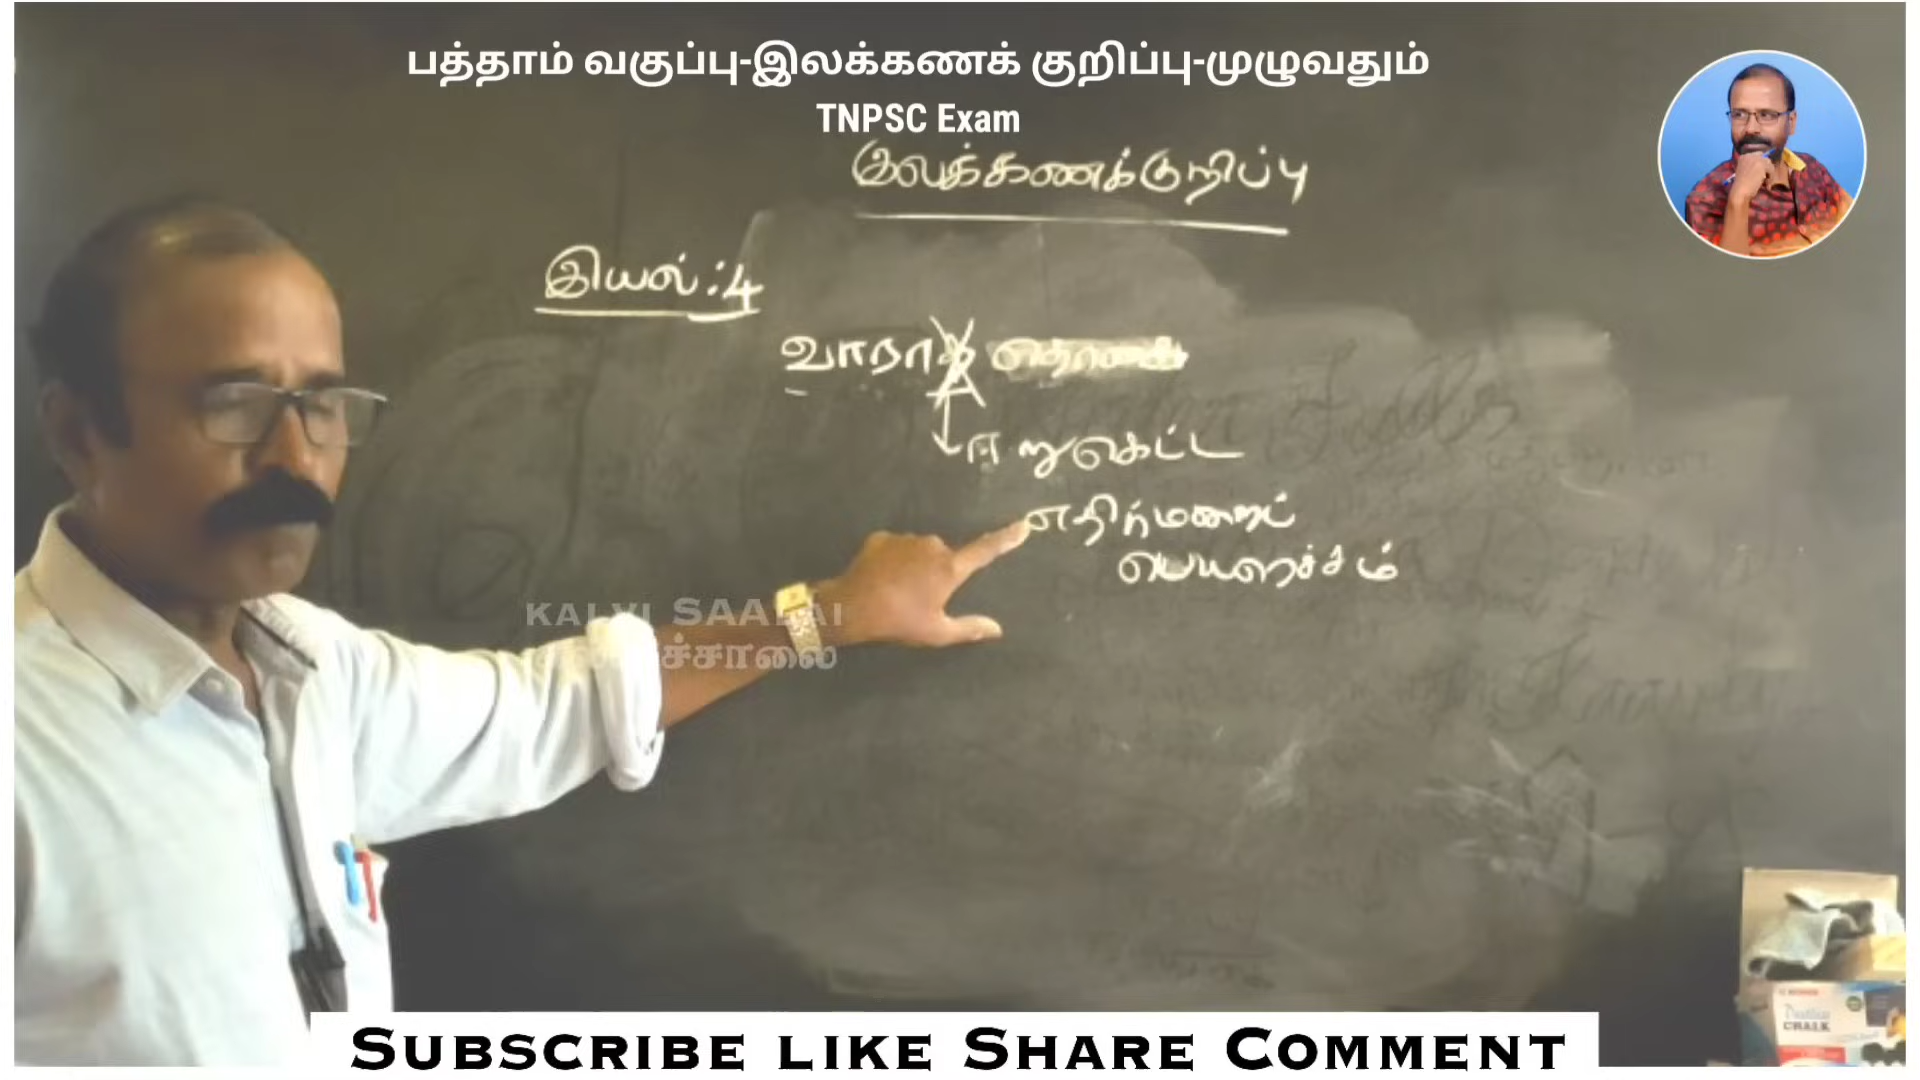 பத்தாம் வகுப்பு-இலக்கணக் குறிப்பு-முழுவதும்
TNPSC Exam
இலக்கணக்குறிப்பு
இயல்:4
வாரா
ஈறுகெட்ட
எதிர்மறைப்
பெயரெச்சம்
KALVI SAALAI
SUBSCRIBE LIKE SHARE COMMENT
CHALK